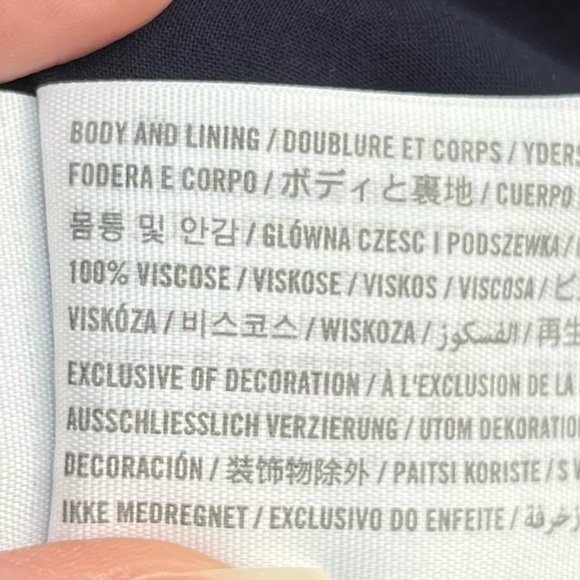 BODY AND LINING / DOUBLURE ET CORPS / YDERS
FODERA E CORPO / ボディと裏地 / CUERPO
몸통 및 안감 / GLÓWNA CZESC I PODSZEWKA /
100% VISCOSE / VISKOSE / VISKOS / VISCOSA / ビ
VISKÓZA / 비스코스 / WISKOZA / الفسكوز / 再生
EXCLUSIVE OF DECORATION / À L'EXCLUSION DE LA
AUSSCHLIESSLICH VERZIERUNG / UTOM DEKORATIO
DECORACIÓN / 装飾物除外 / PAITSI KORISTE / S V
IKKE MEDREGNET / EXCLUSIVO DO ENFEITE /